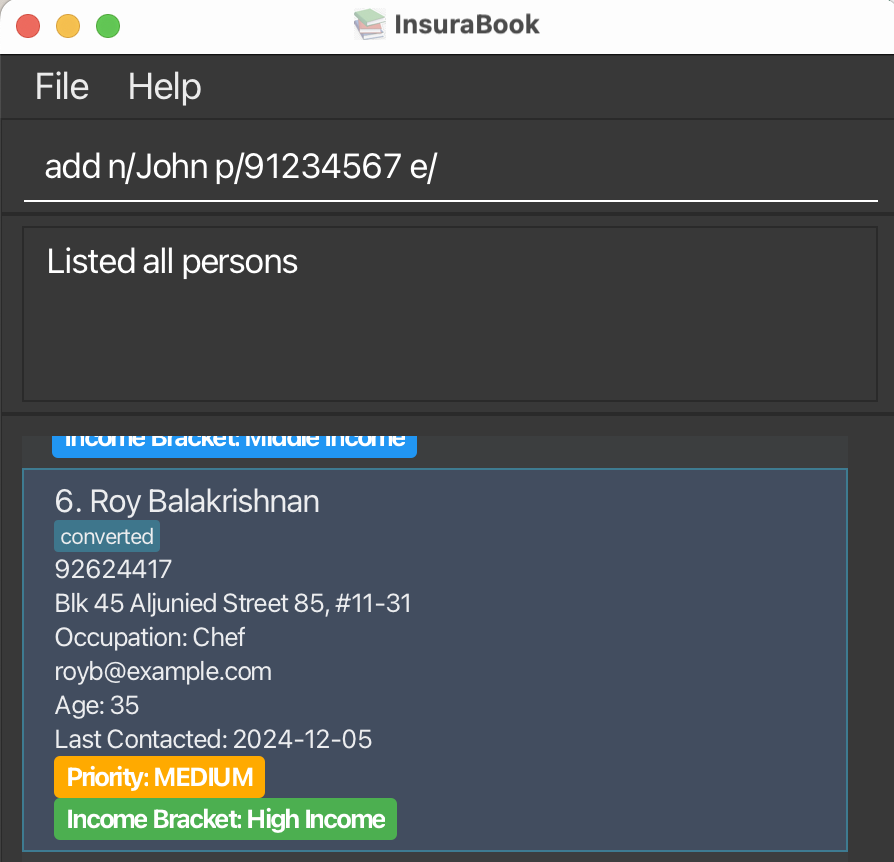 InsuraBook
File Help
add n/John p/91234567 e/
Listed all persons
Income Bracket: Middle Income
6. Roy Balakrishnan
converted
92624417
Blk 45 Aljunied Street 85, #11-31
Occupation: Chef
royb@example.com
Age: 35
Last Contacted: 2024-12-05
Priority: MEDIUM
Income Bracket: High Income